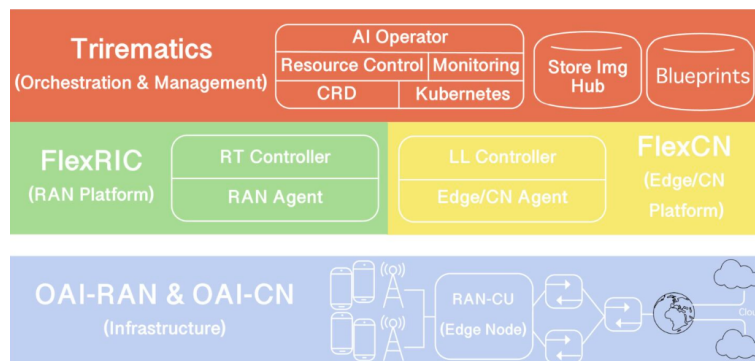 Trirematics
(Orchestration & Management)
AI Operator
Resource Control
Monitoring
CRD
Kubernetes
Store Img
Hub
Blueprints
FlexRIC
(RAN Platform)
RT Controller
RAN Agent
LL Controller
Edge/CN Agent
FlexCN
(Edge/CN
Platform)
OAI-RAN & OAI-CN
(Infrastructure)
RAN-CU
(Edge Node)